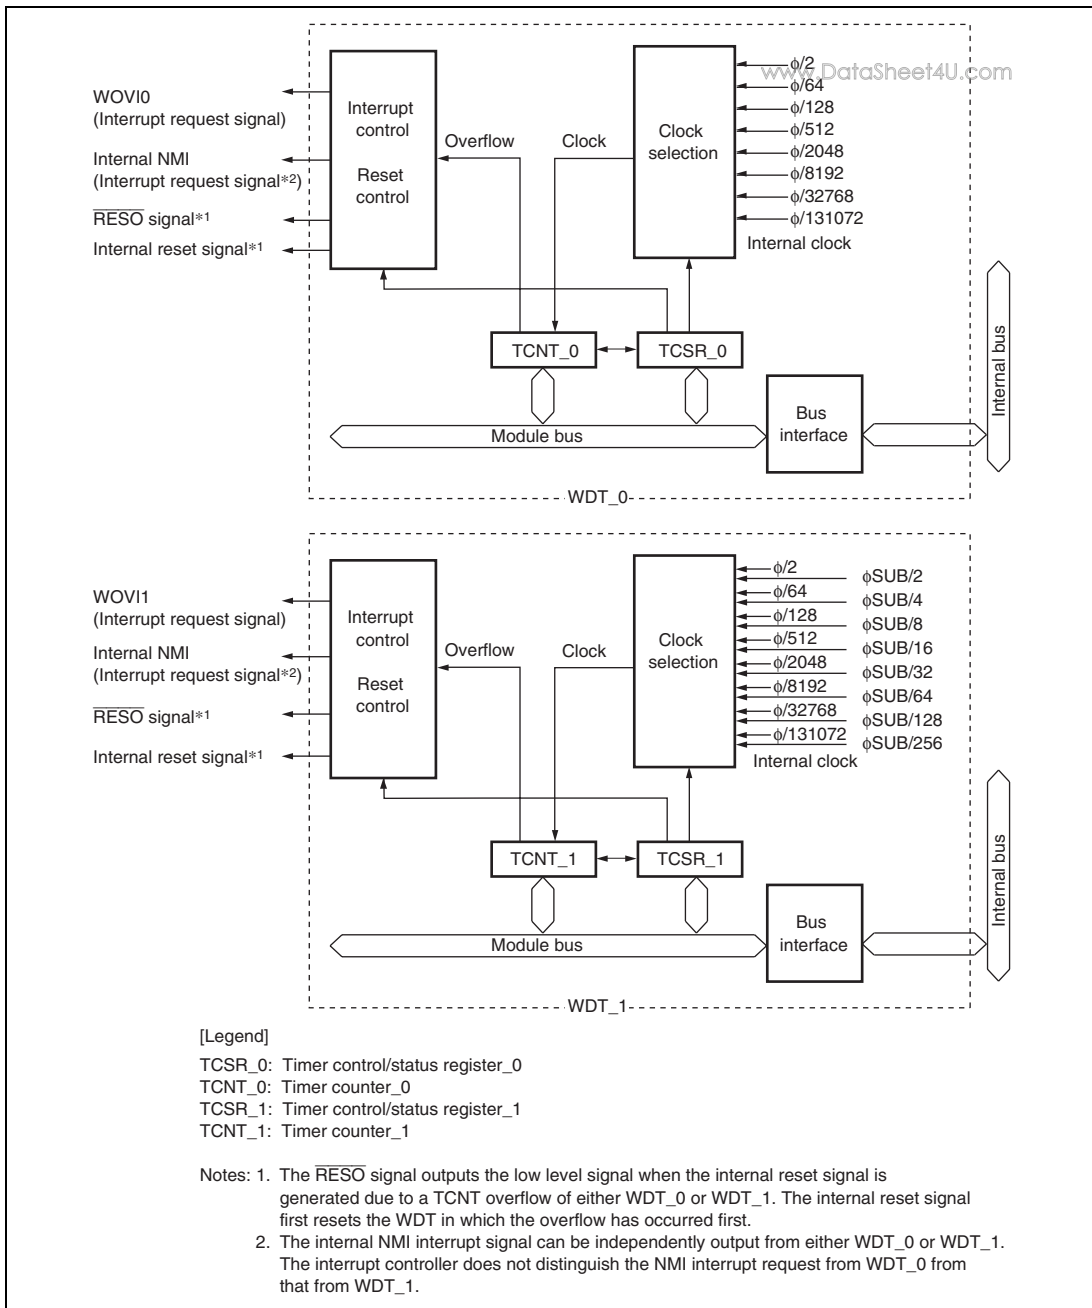 www.DataSheet4U.com
WOVI0
(Interrupt request signal)
Internal NMI
(Interrupt request signal*2)
RESO signal*1
Internal reset signal*1
Interrupt
control
Reset
control
Overflow
Clock
Clock
selection
φ/2
φ/64
φ/128
φ/512
φ/2048
φ/8192
φ/32768
φ/131072
Internal clock
TCNT_0
TCSR_0
Module bus
Bus
interface
Internal bus
WDT_0
WOVI1
(Interrupt request signal)
Internal NMI
(Interrupt request signal*2)
RESO signal*1
Internal reset signal*1
Interrupt
control
Reset
control
Overflow
Clock
Clock
selection
φ/2
φSUB/2
φ/64
φSUB/4
φ/128
φSUB/8
φ/512
φSUB/16
φ/2048
φSUB/32
φ/8192
φSUB/64
φ/32768
φSUB/128
φ/131072
φSUB/256
Internal clock
TCNT_1
TCSR_1
Module bus
Bus
interface
Internal bus
WDT_1
[Legend]
TCSR_0: Timer control/status register_0
TCNT_0: Timer counter_0
TCSR_1: Timer control/status register_1
TCNT_1: Timer counter_1
Notes: 1. The RESO signal outputs the low level signal when the internal reset signal is
generated due to a TCNT overflow of either WDT_0 or WDT_1. The internal reset signal
first resets the WDT in which the overflow has occurred first.
2. The internal NMI interrupt signal can be independently output from either WDT_0 or WDT_1.
The interrupt controller does not distinguish the NMI interrupt request from WDT_0 from
that from WDT_1.